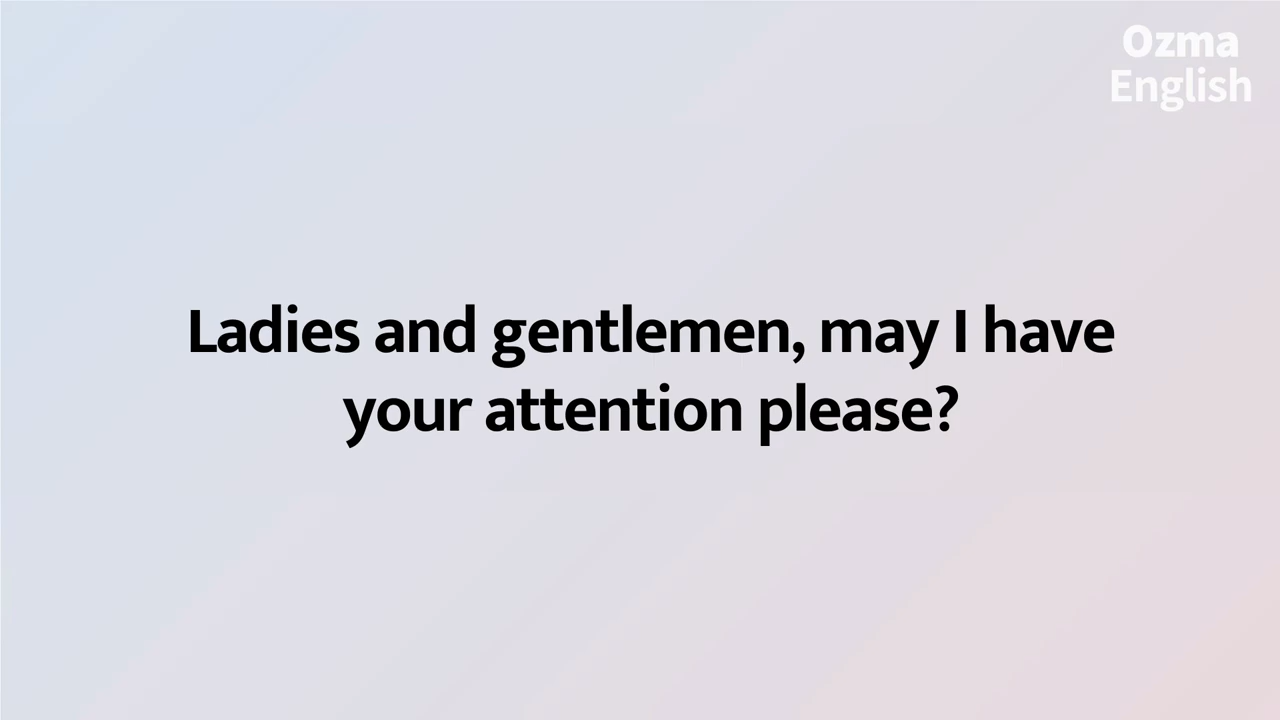 Ozma
English
Ladies and gentlemen, may I have
your attention please?